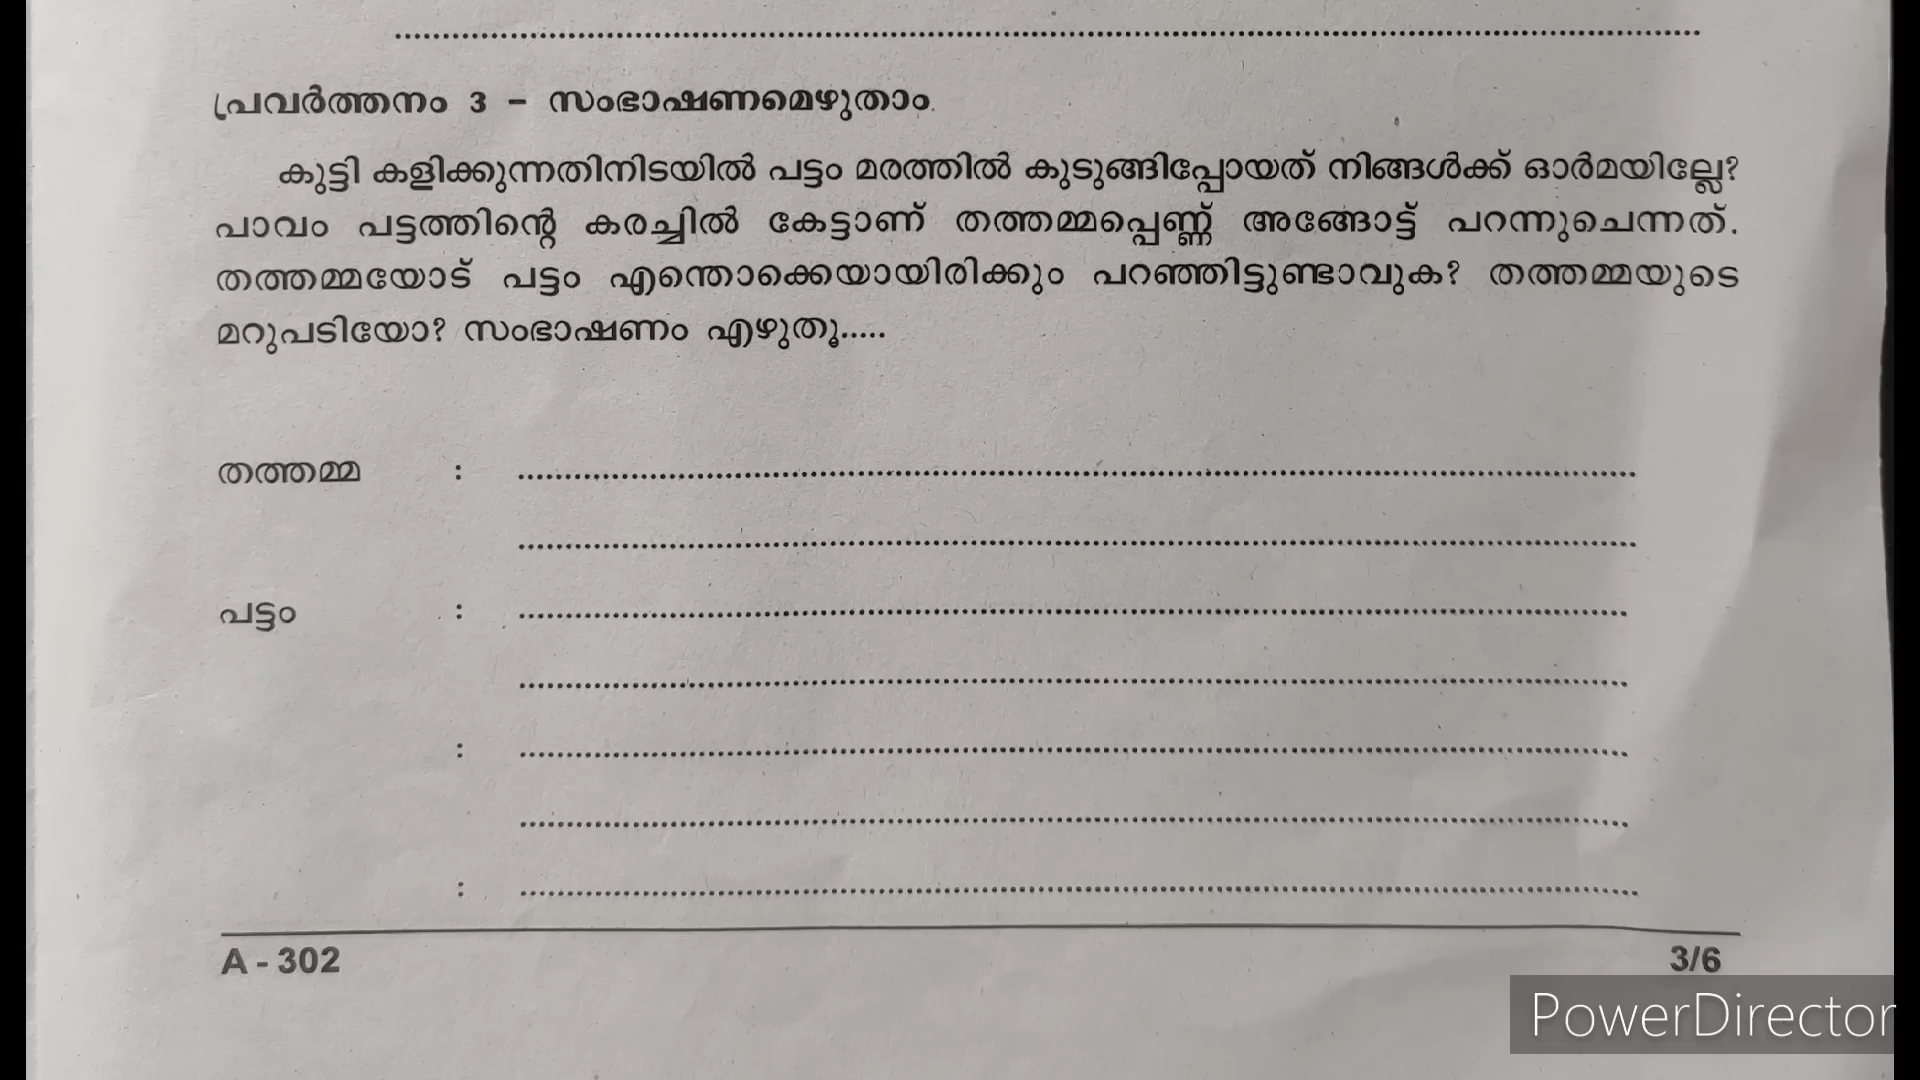 പ്രവർത്തനം 3 – സംഭാഷണമെഴുതാം.
കുട്ടി കളിക്കുന്നതിനിടയിൽ പട്ടം മരത്തിൽ കുടുങ്ങിപ്പോയത് നിങ്ങൾക്ക് ഓർമയില്ലേ?
പാവം പട്ടത്തിന്റെ കരച്ചിൽ കേട്ടാണ് തത്തമ്മപ്പെണ്ണ് അങ്ങോട്ട് പറന്നുചെന്നത്.
തത്തമ്മയോട് പട്ടം എന്തൊക്കെയായിരിക്കും പറഞ്ഞിട്ടുണ്ടാവുക? തത്തമ്മയുടെ
മറുപടിയോ? സംഭാഷണം എഴുതൂ.....
തത്തമ്മ :
പട്ടം :
:
:
A - 302 3/6
PowerDirector